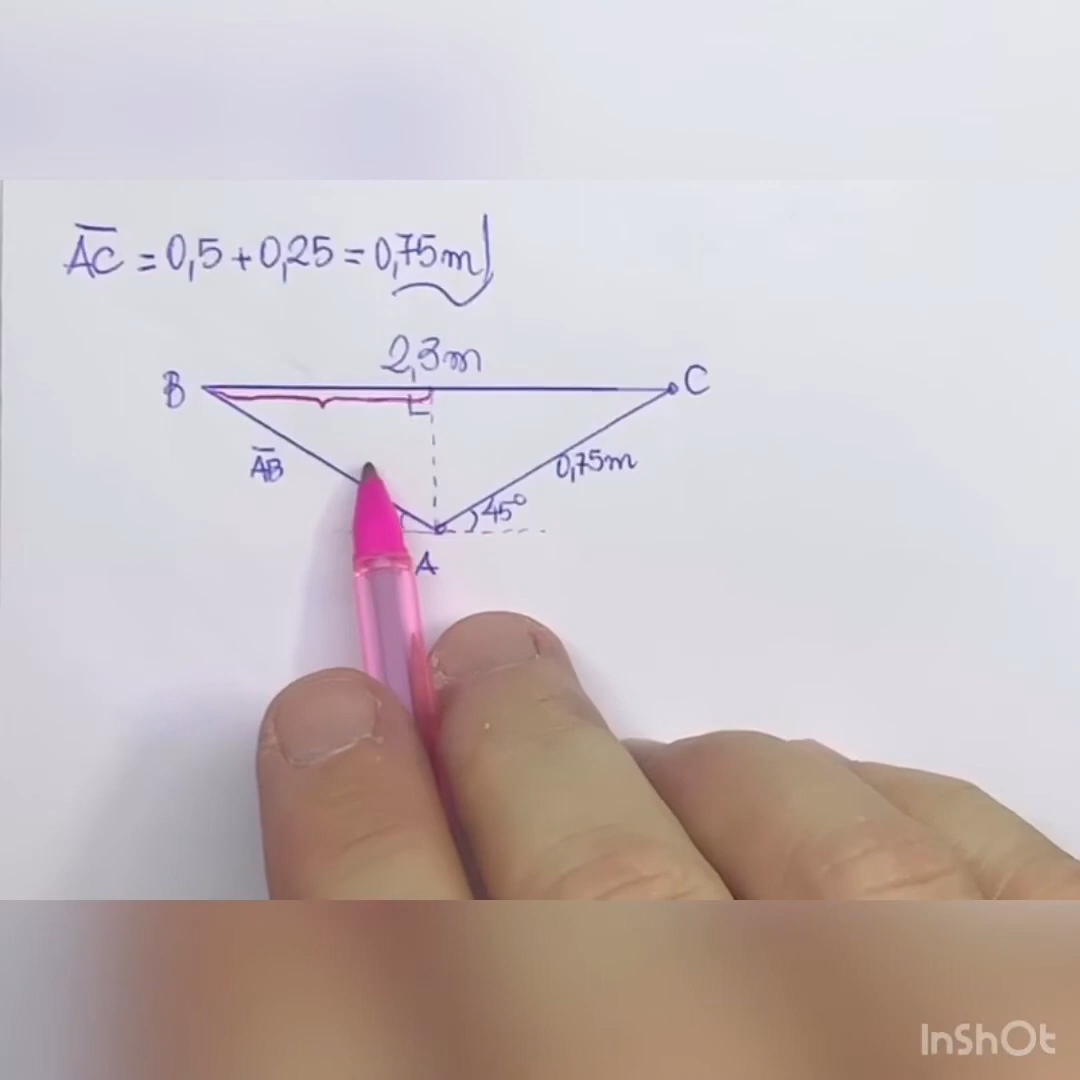 AC = 0,5 + 0,25 = 0,75m
2,3m
B
C
AB
0,75m
45°
A
InShOt